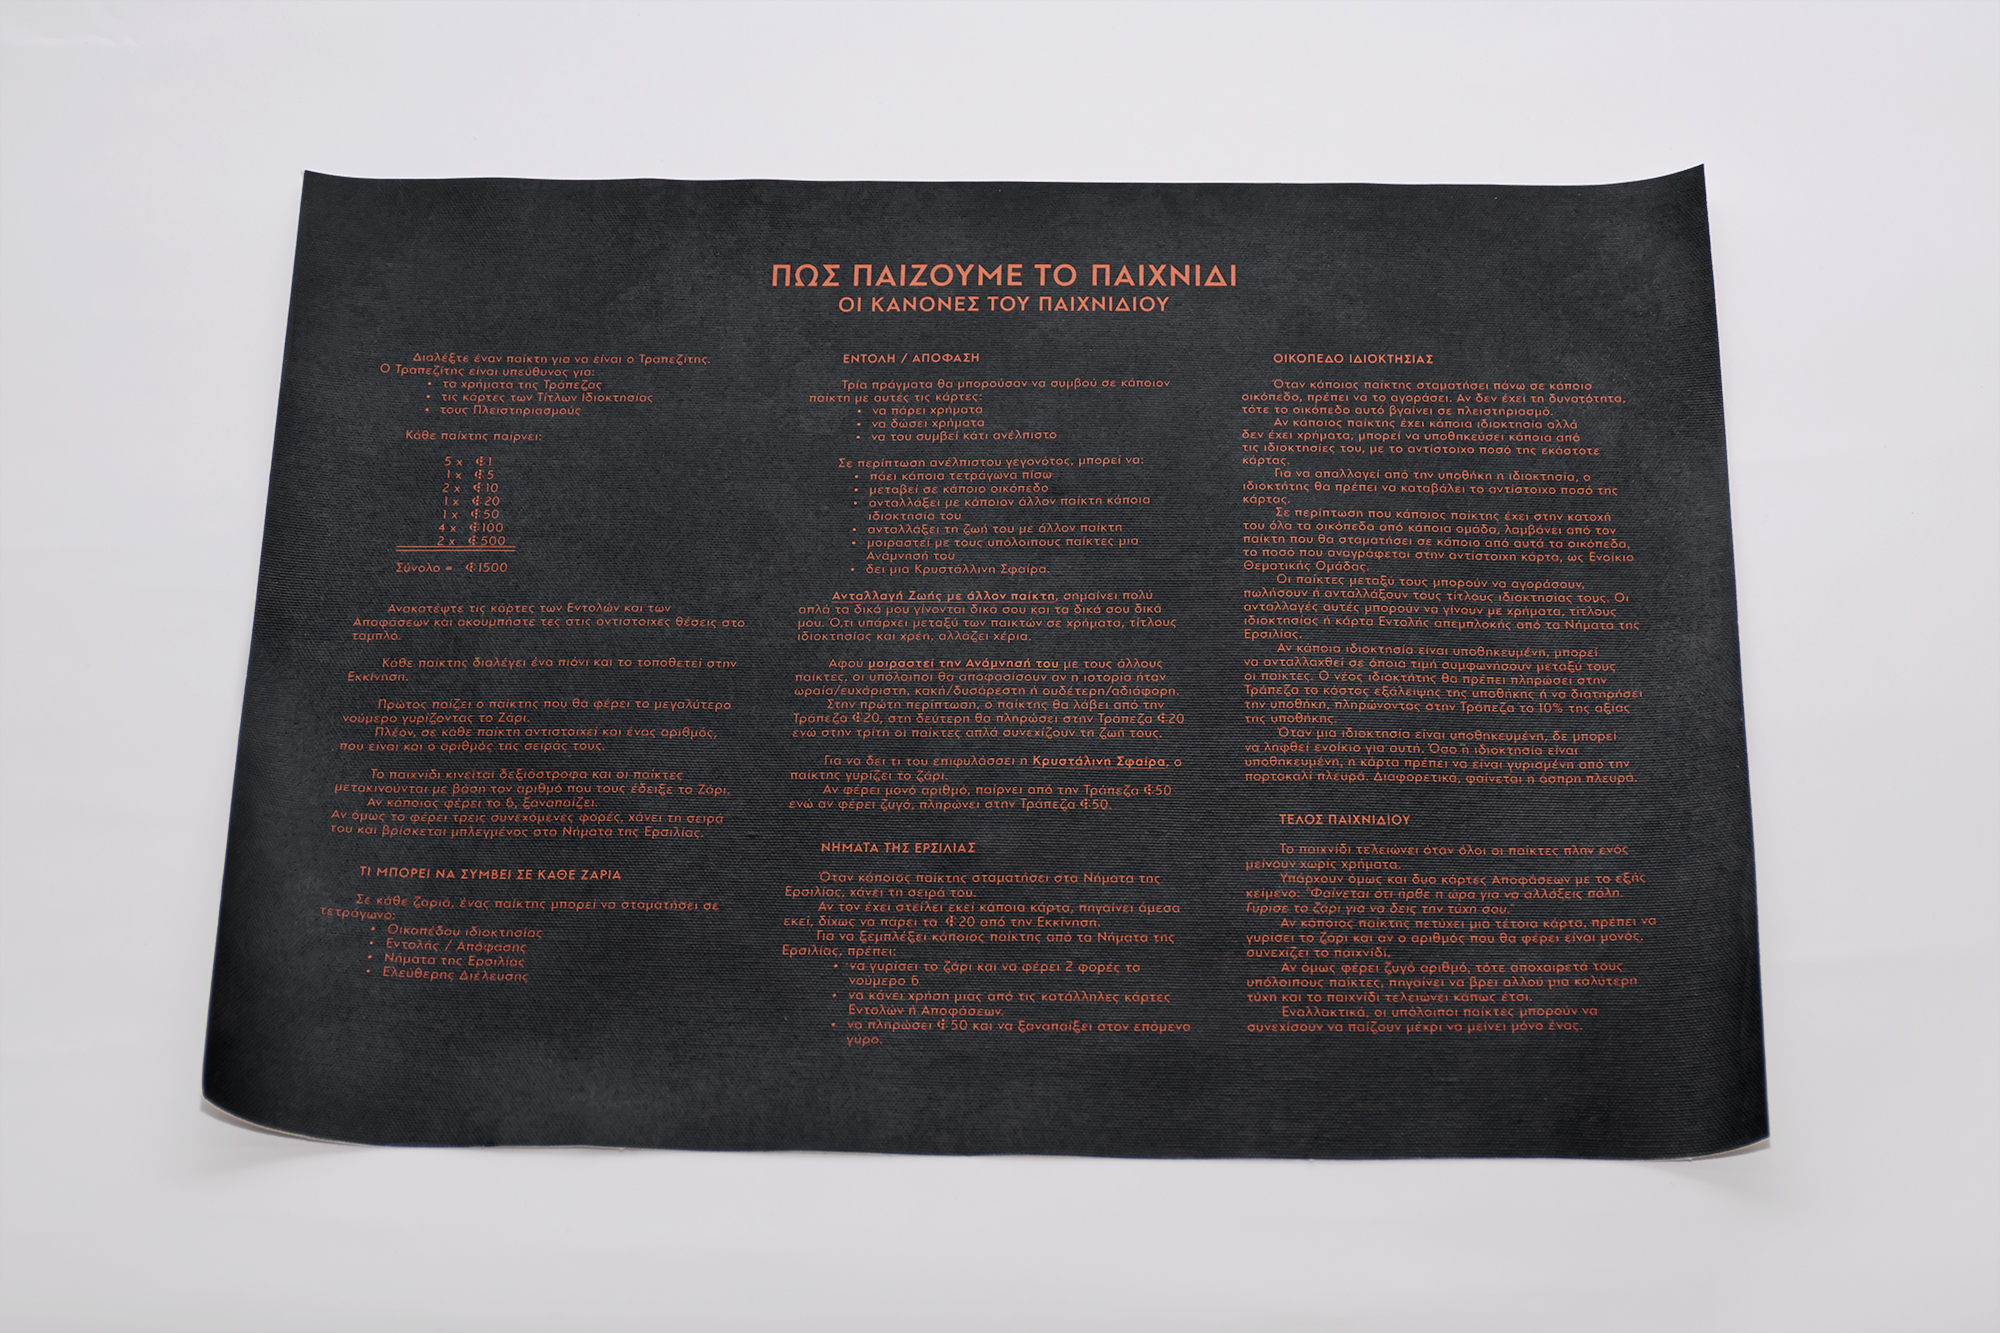 ΠΩΣ ΠΑΙΖΟΥΜΕ ΤΟ ΠΑΙΧΝΙΔΙ
ΟΙ ΚΑΝΟΝΕΣ ΤΟΥ ΠΑΙΧΝΙΔΙΟΥ
Διαλέξτε έναν παίκτη για να είναι ο Τραπεζίτης.
Ο Τραπεζίτης είναι υπεύθυνος για:
• τα χρήματα της Τράπεζας
• τις κάρτες των Τίτλων Ιδιοκτησίας
• τους Πλειστηριασμούς
Κάθε παίχτης παίρνει:
5 x ₵1
1 x ₵5
2 x ₵10
1 x ₵20
1 x ₵50
4 x ₵100
2 x ₵500
Σύνολο = ₵1500
Ανακατέψτε τις κάρτες των Εντολών και των
Αποφάσεων και ακουμπήστε τες στις αντίστοιχες θέσεις στο
ταμπλό.
Κάθε παίκτης διαλέγει ένα πιόνι και το τοποθετεί στην
Εκκίνηση.
Πρώτος παίζει ο παίκτης που θα φέρει το μεγαλύτερο
νούμερο γυρίζοντας το Ζάρι.
Πλέον, σε κάθε παίκτη αντιστοιχεί και ένας αριθμός,
που είναι και ο αριθμός της σειράς τους.
Το παιχνίδι κινείται δεξιόστροφα και οι παίκτες
μετακινούνται με βάση τον αριθμό που τους έδειξε το Ζάρι.
Αν κάποιος φέρει το 6, ξαναπαίζει.
Αν όμως το φέρει τρεις συνεχόμενες φορές, χάνει τη σειρά
του και βρίσκεται μπλεγμένος στα Νήματα της Ερσιλίας.
ΤΙ ΜΠΟΡΕΙ ΝΑ ΣΥΜΒΕΙ ΣΕ ΚΑΘΕ ΖΑΡΙΑ
Σε κάθε ζαριά, ένας παίκτης μπορεί να σταματήσει σε
τετράγωνο:
• Οικοπέδου ιδιοκτησίας
• Εντολής / Απόφασης
• Νήματα της Ερσιλίας
• Ελεύθερης Διέλευσης
ΕΝΤΟΛΗ / ΑΠΟΦΑΣΗ
Τρία πράγματα θα μπορούσαν να συμβού σε κάποιον
παίκτη με αυτές τις κάρτες:
• να πάρει χρήματα
• να δώσει χρήματα
• να του συμβεί κάτι ανέλπιστο
Σε περίπτωση ανέλπιστου γεγονότος, μπορεί να:
• πάει κάποια τετράγωνα πίσω
• μεταβεί σε κάποιο οικόπεδο
• ανταλλάξει με κάποιον άλλον παίκτη κάποια
ιδιοκτησία του
• ανταλλάξει τη ζωή του με άλλον παίκτη
• μοιραστεί με τους υπόλοιπους παίκτες μια
Ανάμνησή του
• δει μια Κρυστάλλινη Σφαίρα.
Ανταλλαγή Ζωής με άλλον παίκτη, σημαίνει πολύ
απλά τα δικά μου γίνονται δικά σου και τα δικά σου δικά
μου. Ό,τι υπάρχει μεταξύ των παικτών σε χρήματα, τίτλους
ιδιοκτησίας και χρέη, αλλάζει χέρια.
Αφού μοιραστεί την Ανάμνησή του με τους άλλους
παίκτες, οι υπόλοιποι θα αποφασίσουν αν η ιστορία ήταν
ωραία/ευχάριστη, κακή/δυσάρεστη ή ουδέτερη/αδιάφορη.
Στην πρώτη περίπτωση, ο παίκτης θα λάβει από την
Τράπεζα ₵20, στη δεύτερη θα πληρώσει στην Τράπεζα ₵20
ενώ στην τρίτη οι παίκτες απλά συνεχίζουν τη ζωή τους.
Για να δει τι του επιφυλάσσει η Κρυστάλινη Σφαίρα, ο
παίκτης γυρίζει το ζάρι.
Αν φέρει μονό αριθμό, παίρνει από την Τράπεζα ₵50
ενώ αν φέρει ζυγό, πληρώνει στην Τράπεζα ₵50.
ΝΗΜΑΤΑ ΤΗΣ ΕΡΣΙΛΙΑΣ
Όταν κάποιος παίκτης σταματήσει στα Νήματα της
Ερσιλίας, χάνει τη σειρά του.
Αν τον έχει στείλει εκεί κάποια κάρτα, πηγαίνει άμεσα
εκεί, δίχως να πάρει τα ₵20 από την Εκκίνηση.
Για να ξεμπλέξει κάποιος παίκτης από τα Νήματα της
Ερσιλίας, πρέπει:
• να γυρίσει το ζάρι και να φέρει 2 φορές το
νούμερο 6
• να κάνει χρήση μιας από τις κατάλληλες κάρτες
Εντολών ή Αποφάσεων.
• να πληρώσει ₵50 και να ξαναπαίξει στον επόμενο
γύρο.
ΟΙΚΟΠΕΔΟ ΙΔΙΟΚΤΗΣΙΑΣ
Όταν κάποιος παίκτης σταματήσει πάνω σε κάποιο
οικόπεδο, πρέπει να το αγοράσει. Αν δεν έχει τη δυνατότητα,
τότε το οικόπεδο αυτό βγαίνει σε πλειστηριασμό.
Αν κάποιος παίκτης έχει κάποια ιδιοκτησία αλλά
δεν έχει χρήματα, μπορεί να υποθηκεύσει κάποια από
τις ιδιοκτησίες του, με το αντίστοιχο ποσό της εκάστοτε
κάρτας.
Για να απαλλαγεί από την υποθήκη η ιδιοκτησία, ο
ιδιοκτήτης θα πρέπει να καταβάλει το αντίστοιχο ποσό της
κάρτας.
Σε περίπτωση που κάποιος παίκτης έχει στην κατοχή
του όλα τα οικόπεδα από κάποια ομάδα, λαμβάνει από τον
παίκτη που θα σταματήσει σε κάποιο από αυτά τα οικόπεδα,
το ποσό που αναγράφεται στην αντίστοιχη κάρτα, ως Ενοίκιο
Θεματικής Ομάδας.
Οι παίκτες μεταξύ τους μπορούν να αγοράσουν,
πωλήσουν ή ανταλλάξουν τους τίτλους ιδιοκτησίας τους. Οι
ανταλλαγές αυτές μπορούν να γίνουν με χρήματα, τίτλους
ιδιοκτησίας ή κάρτα Εντολής απεμπλοκής από τα Νήματα της
Ερσιλίας.
Αν κάποια ιδιοκτησία είναι υποθηκευμένη, μπορεί
να ανταλλαχθεί σε όποια τιμή συμφωνήσουν μεταξύ τους
οι παίκτες. Ο νέος ιδιοκτήτης θα πρέπει πληρώσει στην
Τράπεζα το κόστος εξάλειψης της υποθήκης ή να διατηρήσει
την υποθήκη, πληρώνοντας στην Τράπεζα το 10% της αξίας
της υποθήκης.
Όταν μια ιδιοκτησία είναι υποθηκευμένη, δε μπορεί
να ληφθεί ενοίκιο για αυτή. Όσο η ιδιοκτησία είναι
υποθηκευμένη, η κάρτα πρέπει να είναι γυρισμένη από την
πορτοκαλί πλευρά. Διαφορετικά, φαίνεται η άσπρη πλευρά.
ΤΕΛΟΣ ΠΑΙΧΝΙΔΙΟΥ
Το παιχνίδι τελειώνει όταν όλοι οι παίκτες πλην ενός
μείνουν χωρίς χρήματα.
Υπάρχουν όμως και δυο κάρτες Αποφάσεων με το εξής
κείμενο: "Φαίνεται ότι ήρθε η ώρα για να αλλάξεις πόλη.
Γύρισε το ζάρι για να δεις την τύχη σου."
Αν κάποιος παίκτης πετύχει μια τέτοια κάρτα, πρέπει να
γυρίσει το ζάρι και αν ο αριθμός που θα φέρει είναι μονός,
συνεχίζει το παιχνίδι.
Αν όμως φέρει ζυγό αριθμό, τότε αποχαιρετά τους
υπόλοιπους παίκτες, πηγαίνει να βρει αλλού μια καλύτερη
τύχη και το παιχνίδι τελειώνει κάπως έτσι.
Εναλλακτικά, οι υπόλοιποι παίκτες μπορούν να
συνεχίσουν να παίζουν μέχρι να μείνει μόνο ένας.